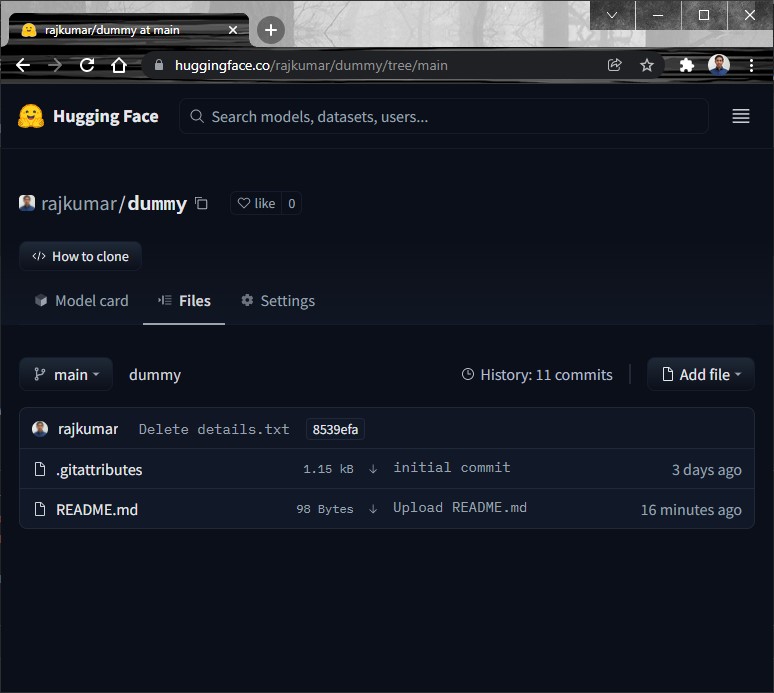 rajkumar/dummy at main
huggingface.co/rajkumar/dummy/tree/main
Hugging Face
Search models, datasets, users...
rajkumar/dummy
like 0
</> How to clone
Model card Files Settings
main dummy History: 11 commits Add file
rajkumar Delete details.txt 8539efa
.gitattributes 1.15 kB ↓ initial commit 3 days ago
README.md 98 Bytes ↓ Upload README.md 16 minutes ago